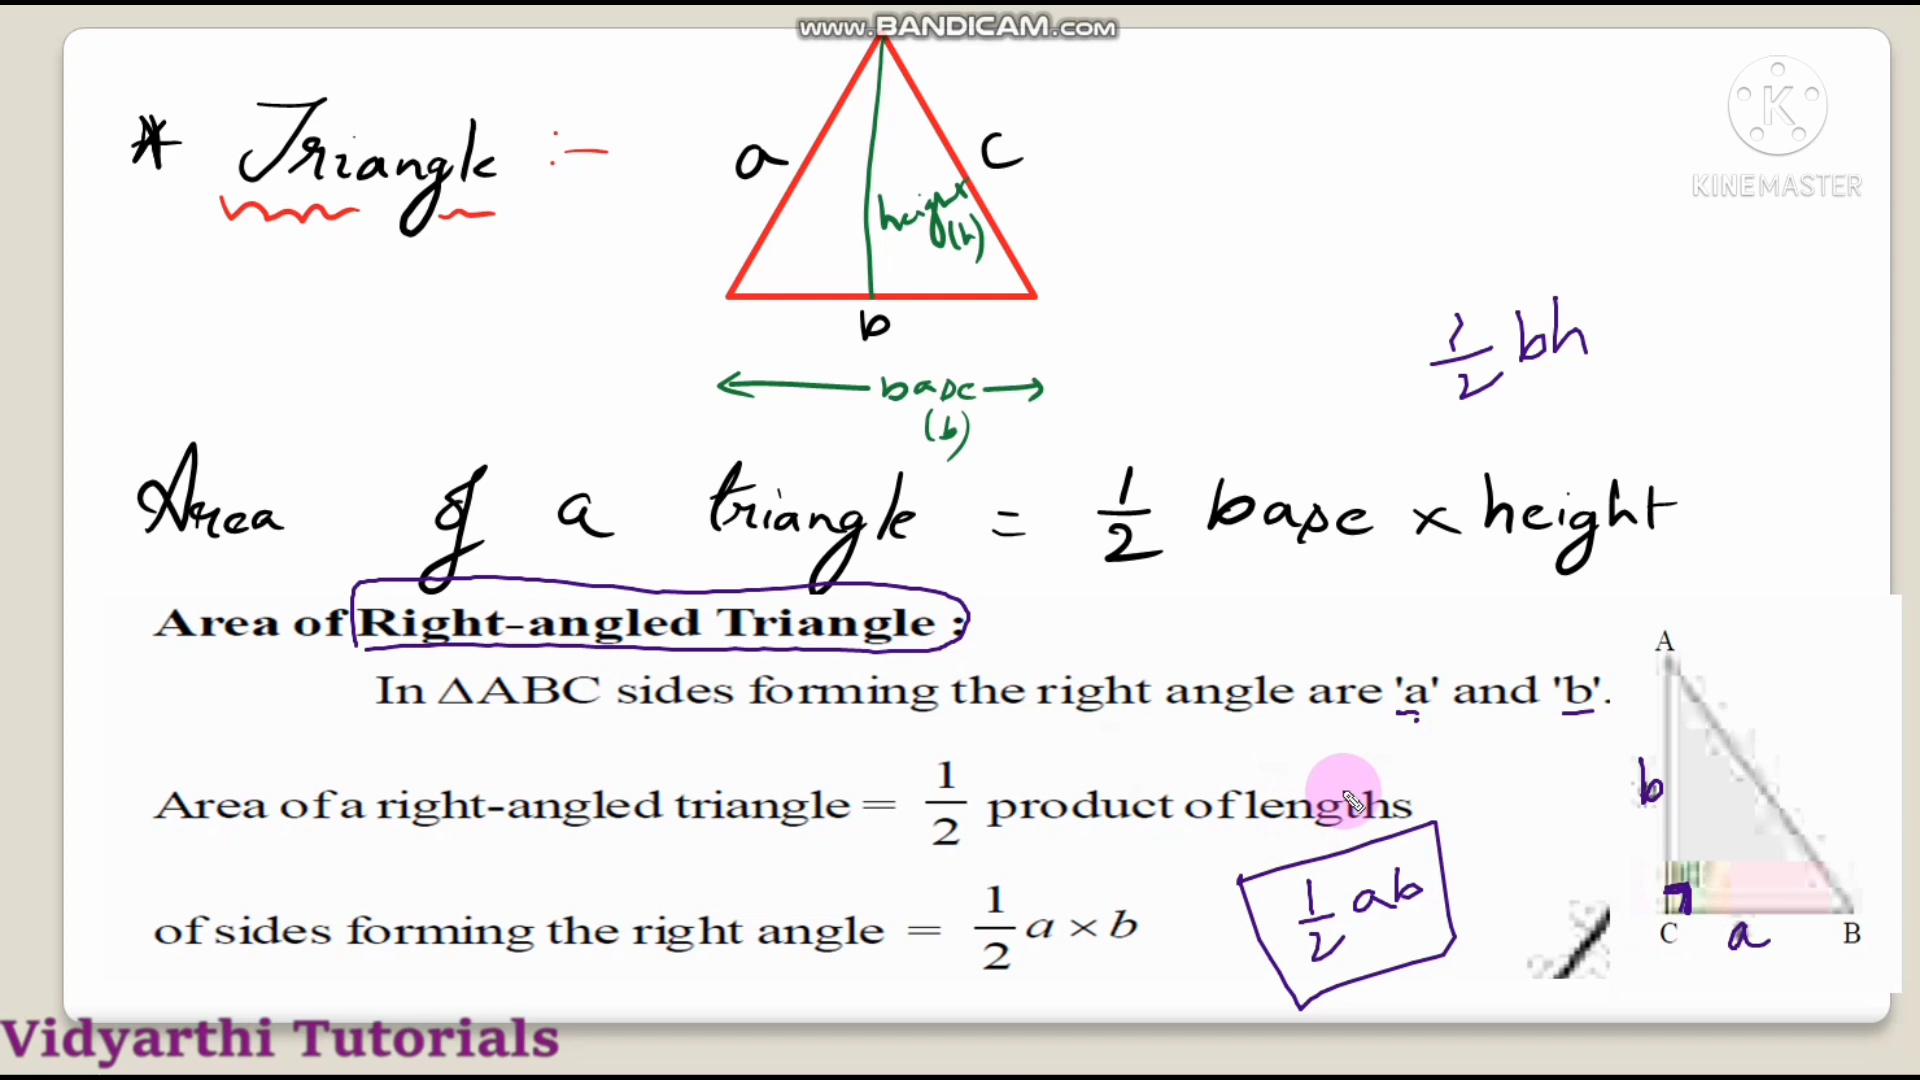 www.BANDICAM.com
* Triangle :-
a
c
height
(h)
K
KINEMASTER
b
base
(b)
1/2 bh
Area of a triangle = 1/2 base × height
Area of Right-angled Triangle :
In ΔABC sides forming the right angle are 'a' and 'b'.
Area of a right-angled triangle = 1/2 product of lengths
of sides forming the right angle = 1/2 a × b
1/2 ab
A
b
C
a
B
Vidyarthi Tutorials